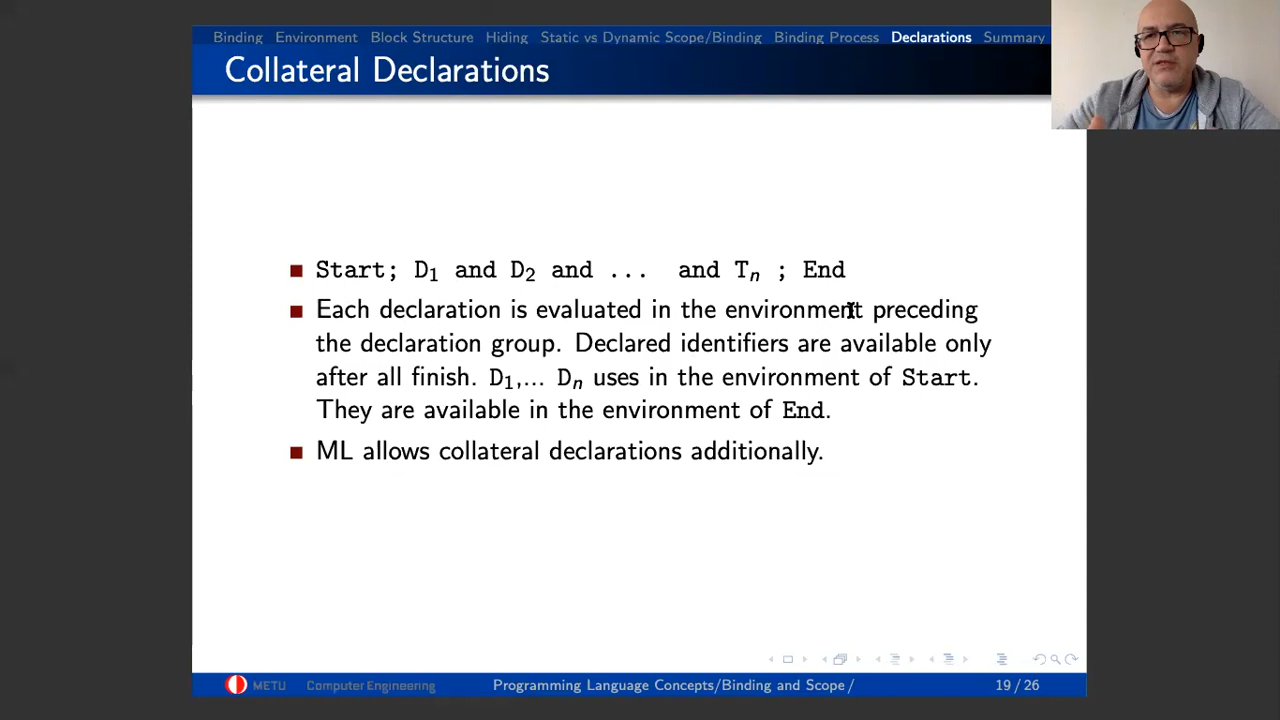 Binding Environment Block Structure Hiding Static vs Dynamic Scope/Binding Binding Process Declarations Summary
Collateral Declarations
Start; D1 and D2 and ... and Tn ; End
Each declaration is evaluated in the environment preceding
the declaration group. Declared identifiers are available only
after all finish. D1,... Dn uses in the environment of Start.
They are available in the environment of End.
ML allows collateral declarations additionally.
METU Computer Engineering Programming Language Concepts/Binding and Scope / 19 / 26